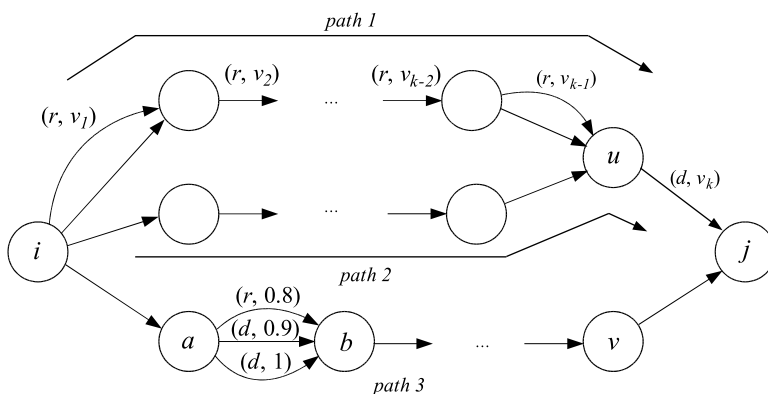 path 1
(r, v2) ... (r, vk-2) (r, vk-1)
(r, v1)
u
(d, vk)
...
i j
path 2
(r, 0.8)
a (d, 0.9) b ... v
(d, 1)
path 3